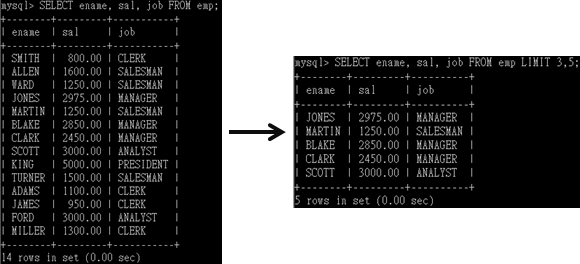 mysql> SELECT ename, sal, job FROM emp;
+--------+---------+-----------+
| ename | sal | job |
+--------+---------+-----------+
| SMITH | 800.00 | CLERK |
| ALLEN | 1600.00 | SALESMAN |
| WARD | 1250.00 | SALESMAN |
| JONES | 2975.00 | MANAGER |
| MARTIN | 1250.00 | SALESMAN |
| BLAKE | 2850.00 | MANAGER |
| CLARK | 2450.00 | MANAGER |
| SCOTT | 3000.00 | ANALYST |
| KING | 5000.00 | PRESIDENT |
| TURNER | 1500.00 | SALESMAN |
| ADAMS | 1100.00 | CLERK |
| JAMES | 950.00 | CLERK |
| FORD | 3000.00 | ANALYST |
| MILLER | 1300.00 | CLERK |
+--------+---------+-----------+
14 rows in set (0.00 sec)
mysql> SELECT ename, sal, job FROM emp LIMIT 3,5;
+--------+---------+----------+
| ename | sal | job |
+--------+---------+----------+
| JONES | 2975.00 | MANAGER |
| MARTIN | 1250.00 | SALESMAN |
| BLAKE | 2850.00 | MANAGER |
| CLARK | 2450.00 | MANAGER |
| SCOTT | 3000.00 | ANALYST |
+--------+---------+----------+
5 rows in set (0.00 sec)